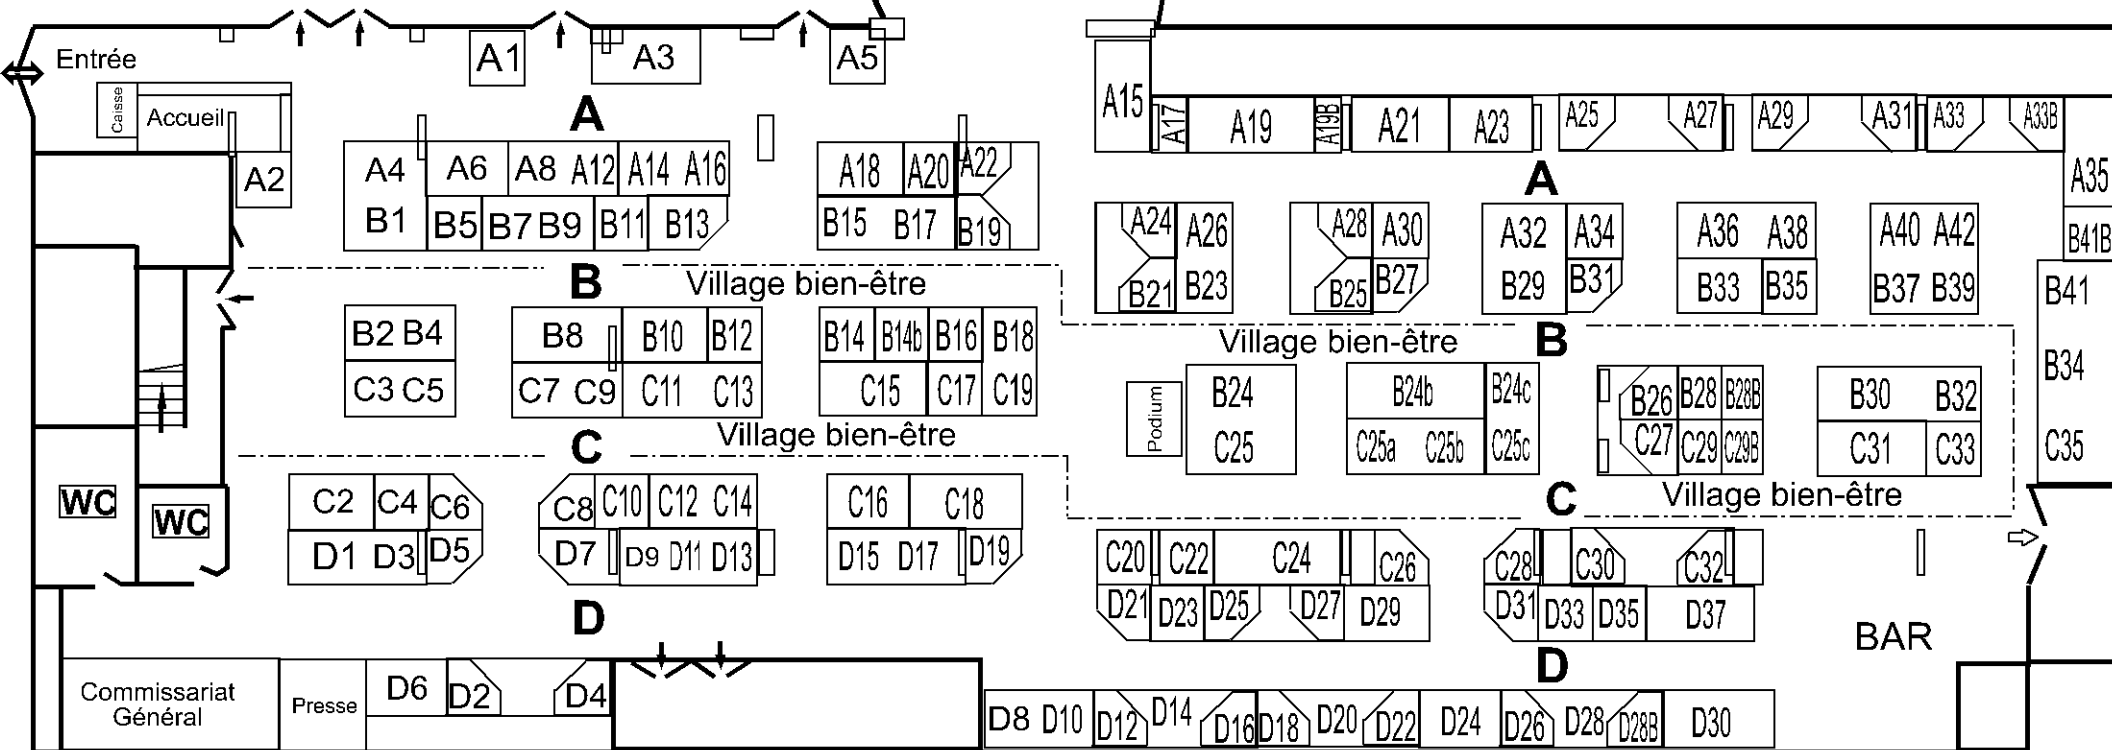 Entrée
Caisse
Accueil
A1
A3
A5
A
A2
A4 A6 A8 A12 A14 A16
B1 B5 B7 B9 B11 B13
A18 A20 A22
B15 B17 B19
B
Village bien-être
B2 B4 B8 B10 B12 B14 B14b B16 B18
C3 C5 C7 C9 C11 C13 C15 C17 C19
C
Village bien-être
WC
WC
C2 C4 C6 C8 C10 C12 C14 C16 C18
D1 D3 D5 D7 D9 D11 D13 D15 D17 D19
D
Commissariat
Général
Presse
D6 D2 D4
A15 A17 A19 A19B A21 A23 A25 A27 A29 A31 A33 A33B
A35
A
A24 A26 A28 A30 A32 A34 A36 A38 A40 A42
B41B
B21 B23 B25 B27 B29 B31 B33 B35 B37 B39
B41
Village bien-être
B
Podium
B24 B24b B24c B26 B28 B28B B30 B32 B34
C25 C25a C25b C25c C27 C29 C29B C31 C33 C35
C
Village bien-être
C20 C22 C24 C26 C28 C30 C32
D21 D23 D25 D27 D29 D31 D33 D35 D37
BAR
D
D8 D10 D12 D14 D16 D18 D20 D22 D24 D26 D28 D28B D30